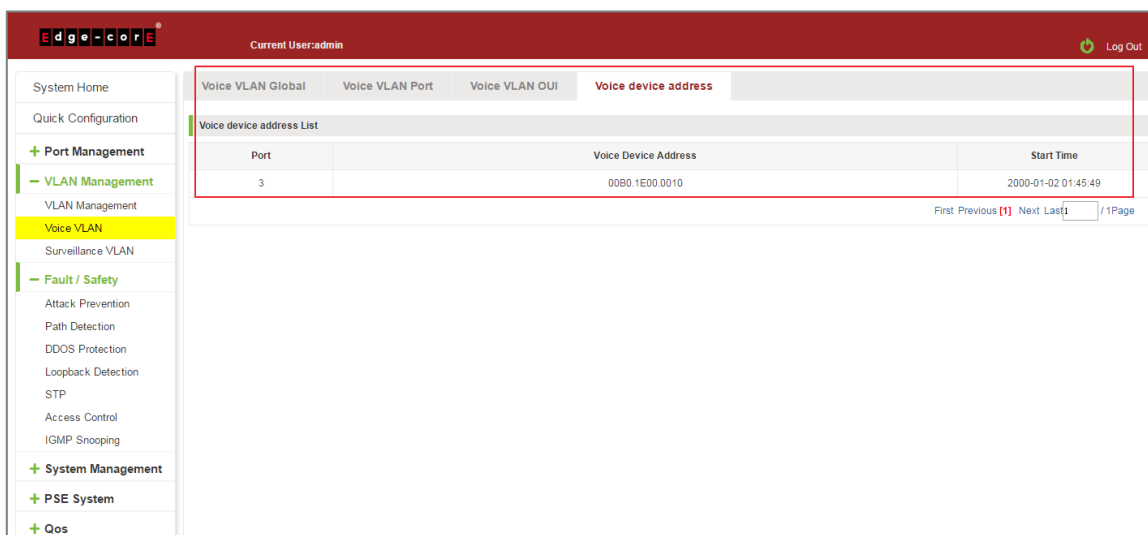 Edge-corE®
Current User:admin
Log Out
System Home
Quick Configuration
+ Port Management
− VLAN Management
VLAN Management
Voice VLAN
Surveillance VLAN
− Fault / Safety
Attack Prevention
Path Detection
DDOS Protection
Loopback Detection
STP
Access Control
IGMP Snooping
+ System Management
+ PSE System
+ Qos
Voice VLAN Global Voice VLAN Port Voice VLAN OUI Voice device address
Voice device address List
Port Voice Device Address Start Time
3 00B0.1E00.0010 2000-01-02 01:45:49
First Previous [1] Next Last 1 / 1Page